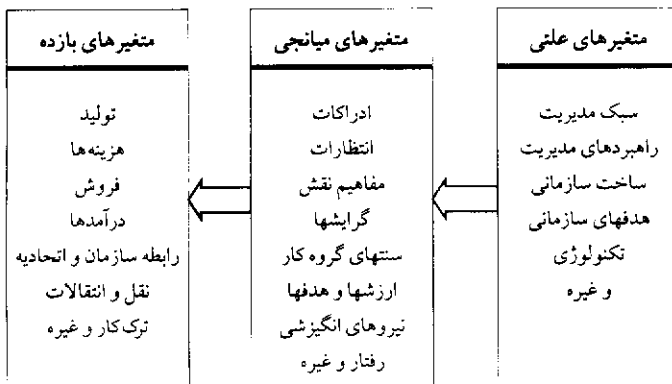 متغیرهای علتی
سبک مدیریت
راهبردهای مدیریت
ساخت سازمانی
هدفهای سازمانی
تکنولوژی
و غیره
متغیرهای میانجی
ادراکات
انتظارات
مفاهیم نقش
گرایشها
سنتهای گروه کار
ارزشها و هدفها
نیروهای انگیزشی
رفتار و غیره
متغیرهای بازده
تولید
هزینه‌ها
فروش
درآمدها
رابطه سازمان و اتحادیه
نقل و انتقالات
ترک کار و غیره